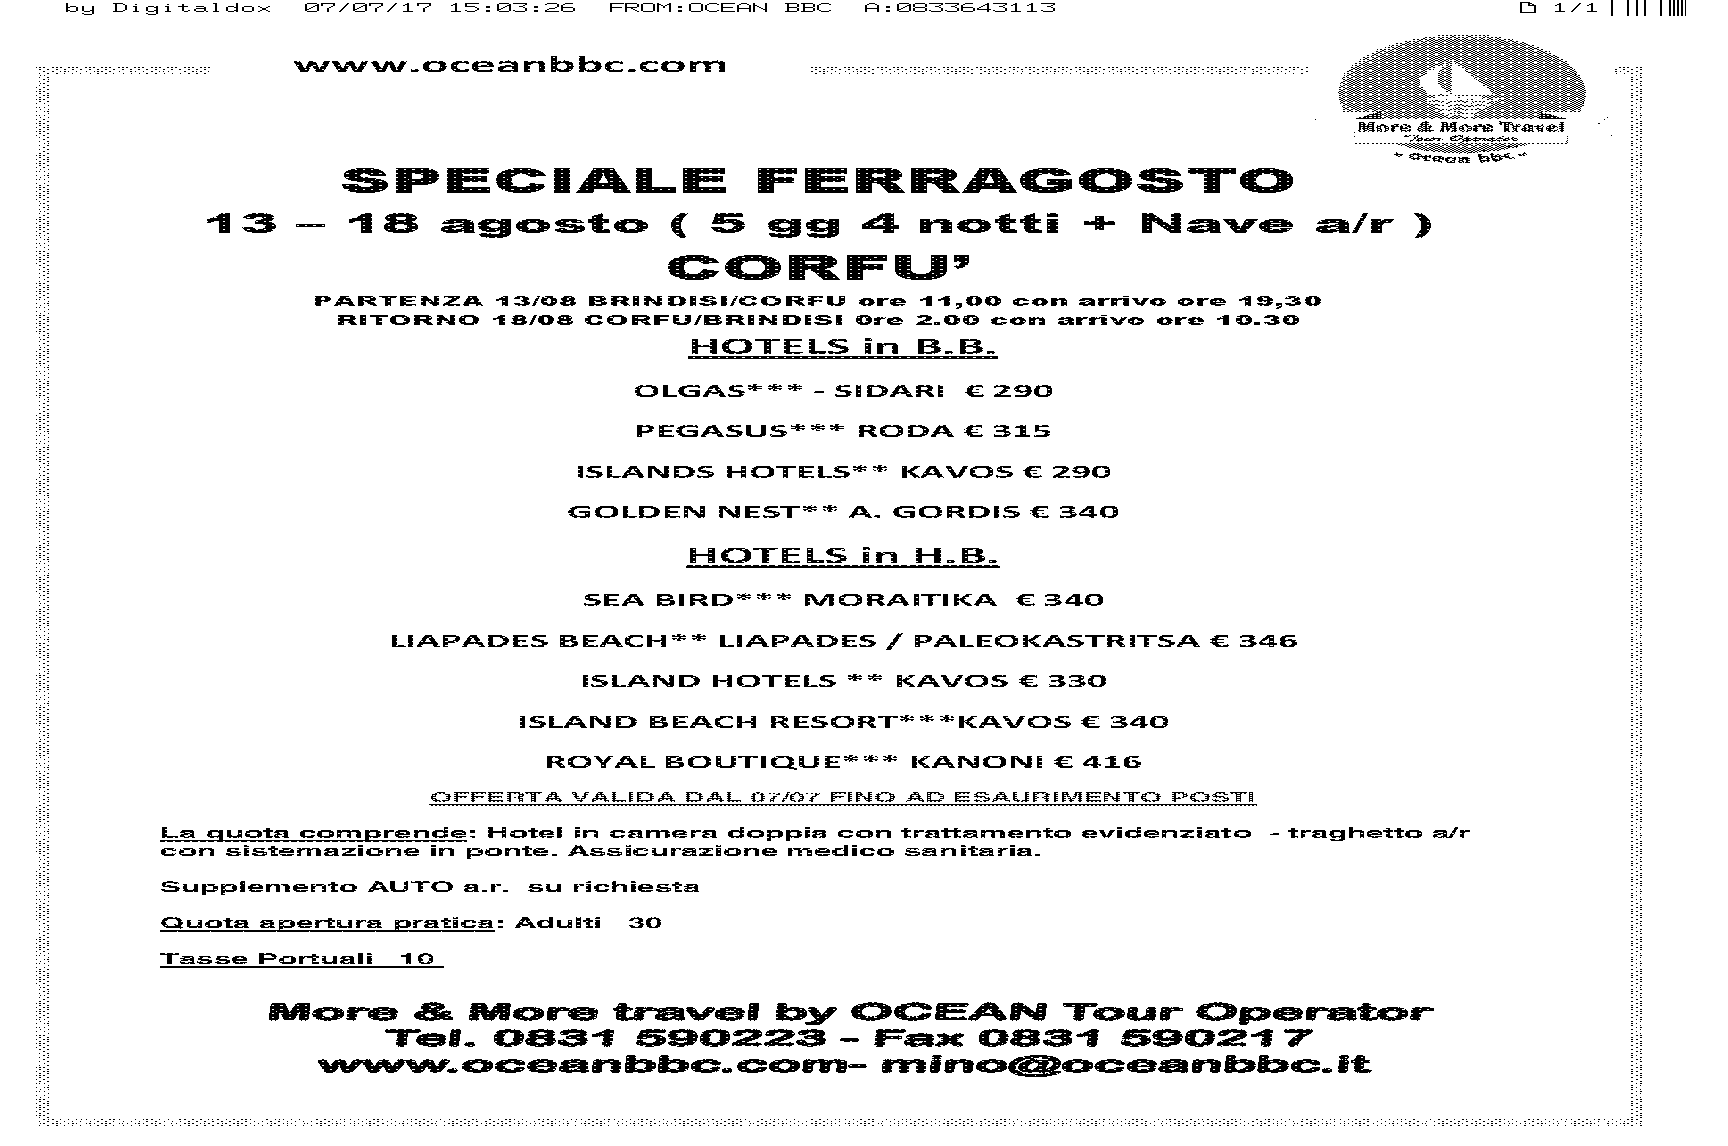 by Digitaldox 07/07/17 15:03:26 FROM:OCEAN BBC A:0833643113 1/1
www.oceanbbc.com
More & More Travel
Tour Operator
" ocean bbc "
SPECIALE FERRAGOSTO
13 – 18 agosto ( 5 gg 4 notti + Nave a/r )
CORFU’
PARTENZA 13/08 BRINDISI/CORFU ore 11,00 con arrivo ore 19,30
RITORNO 18/08 CORFU/BRINDISI 0re 2.00 con arrivo ore 10.30
HOTELS in B.B.
OLGAS*** - SIDARI € 290
PEGASUS*** RODA € 315
ISLANDS HOTELS** KAVOS € 290
GOLDEN NEST** A. GORDIS € 340
HOTELS in H.B.
SEA BIRD*** MORAITIKA € 340
LIAPADES BEACH** LIAPADES / PALEOKASTRITSA € 346
ISLAND HOTELS ** KAVOS € 330
ISLAND BEACH RESORT***KAVOS € 340
ROYAL BOUTIQUE*** KANONI € 416
OFFERTA VALIDA DAL 07/07 FINO AD ESAURIMENTO POSTI
La quota comprende: Hotel in camera doppia con trattamento evidenziato - traghetto a/r
con sistemazione in ponte. Assicurazione medico sanitaria.
Supplemento AUTO a.r. su richiesta
Quota apertura pratica: Adulti 30
Tasse Portuali 10
More & More travel by OCEAN Tour Operator
Tel. 0831 590223 – Fax 0831 590217
www.oceanbbc.com– mino@oceanbbc.it